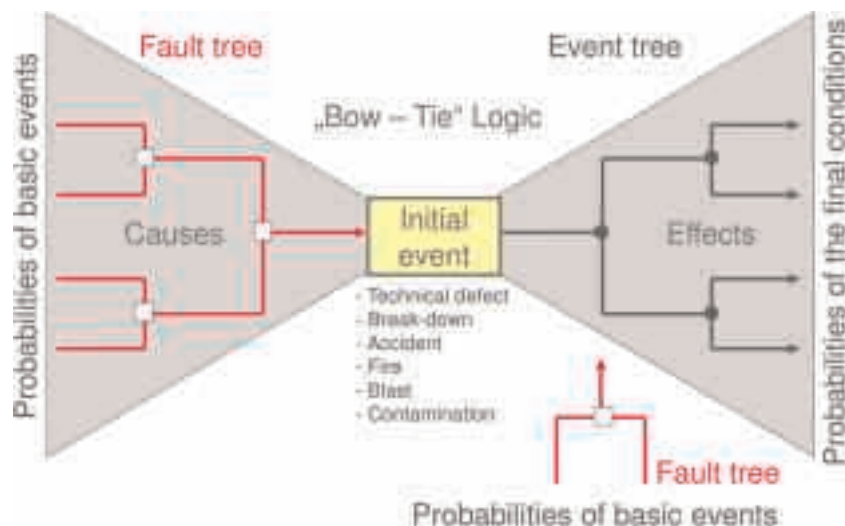 Fault tree
Event tree
„Bow – Tie“ Logic
Probabilities of basic events
Causes
Initial
event
Effects
Probabilities of the final conditions
- Technical defect
- Break-down
- Accident
- Fire
- Blast
- Contamination
Fault tree
Probabilities of basic events